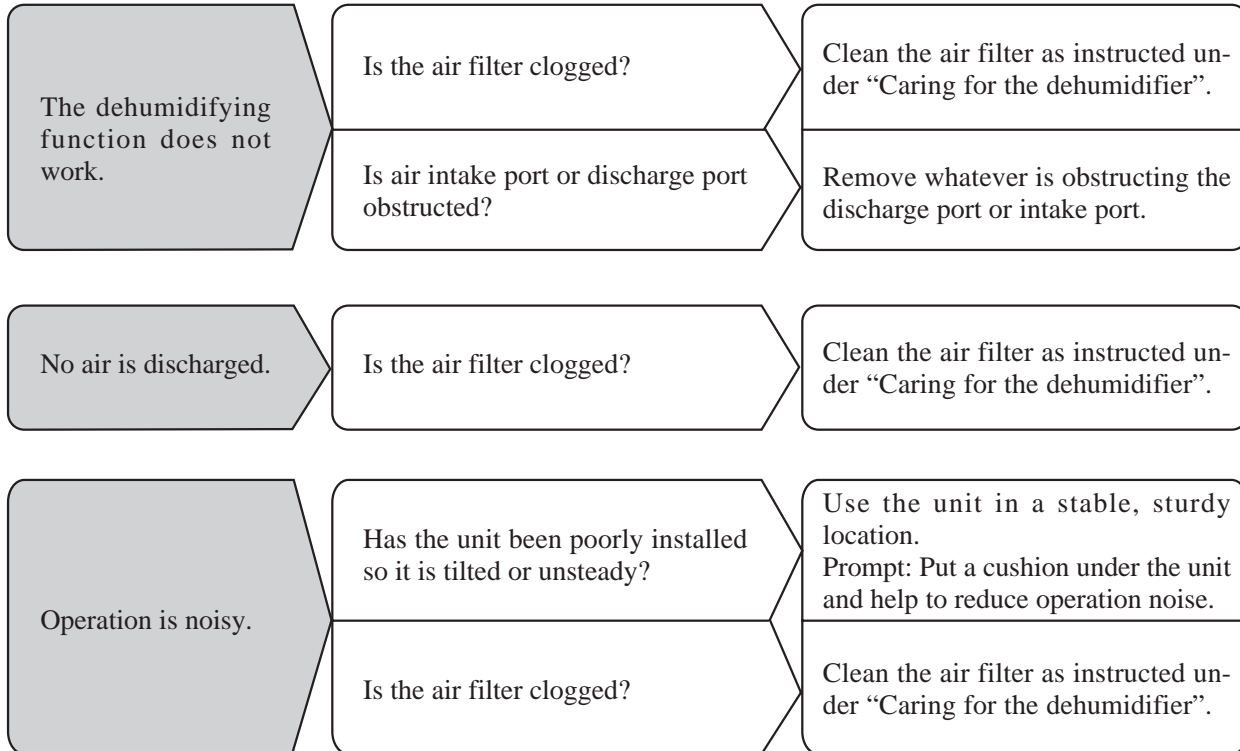 The dehumidifying
function does not
work.
Is the air filter clogged?
Clean the air filter as instructed un-
der “Caring for the dehumidifier”.
Is air intake port or discharge port
obstructed?
Remove whatever is obstructing the
discharge port or intake port.
No air is discharged.
Is the air filter clogged?
Clean the air filter as instructed un-
der “Caring for the dehumidifier”.
Operation is noisy.
Has the unit been poorly installed
so it is tilted or unsteady?
Use the unit in a stable, sturdy
location.
Prompt: Put a cushion under the unit
and help to reduce operation noise.
Is the air filter clogged?
Clean the air filter as instructed un-
der “Caring for the dehumidifier”.